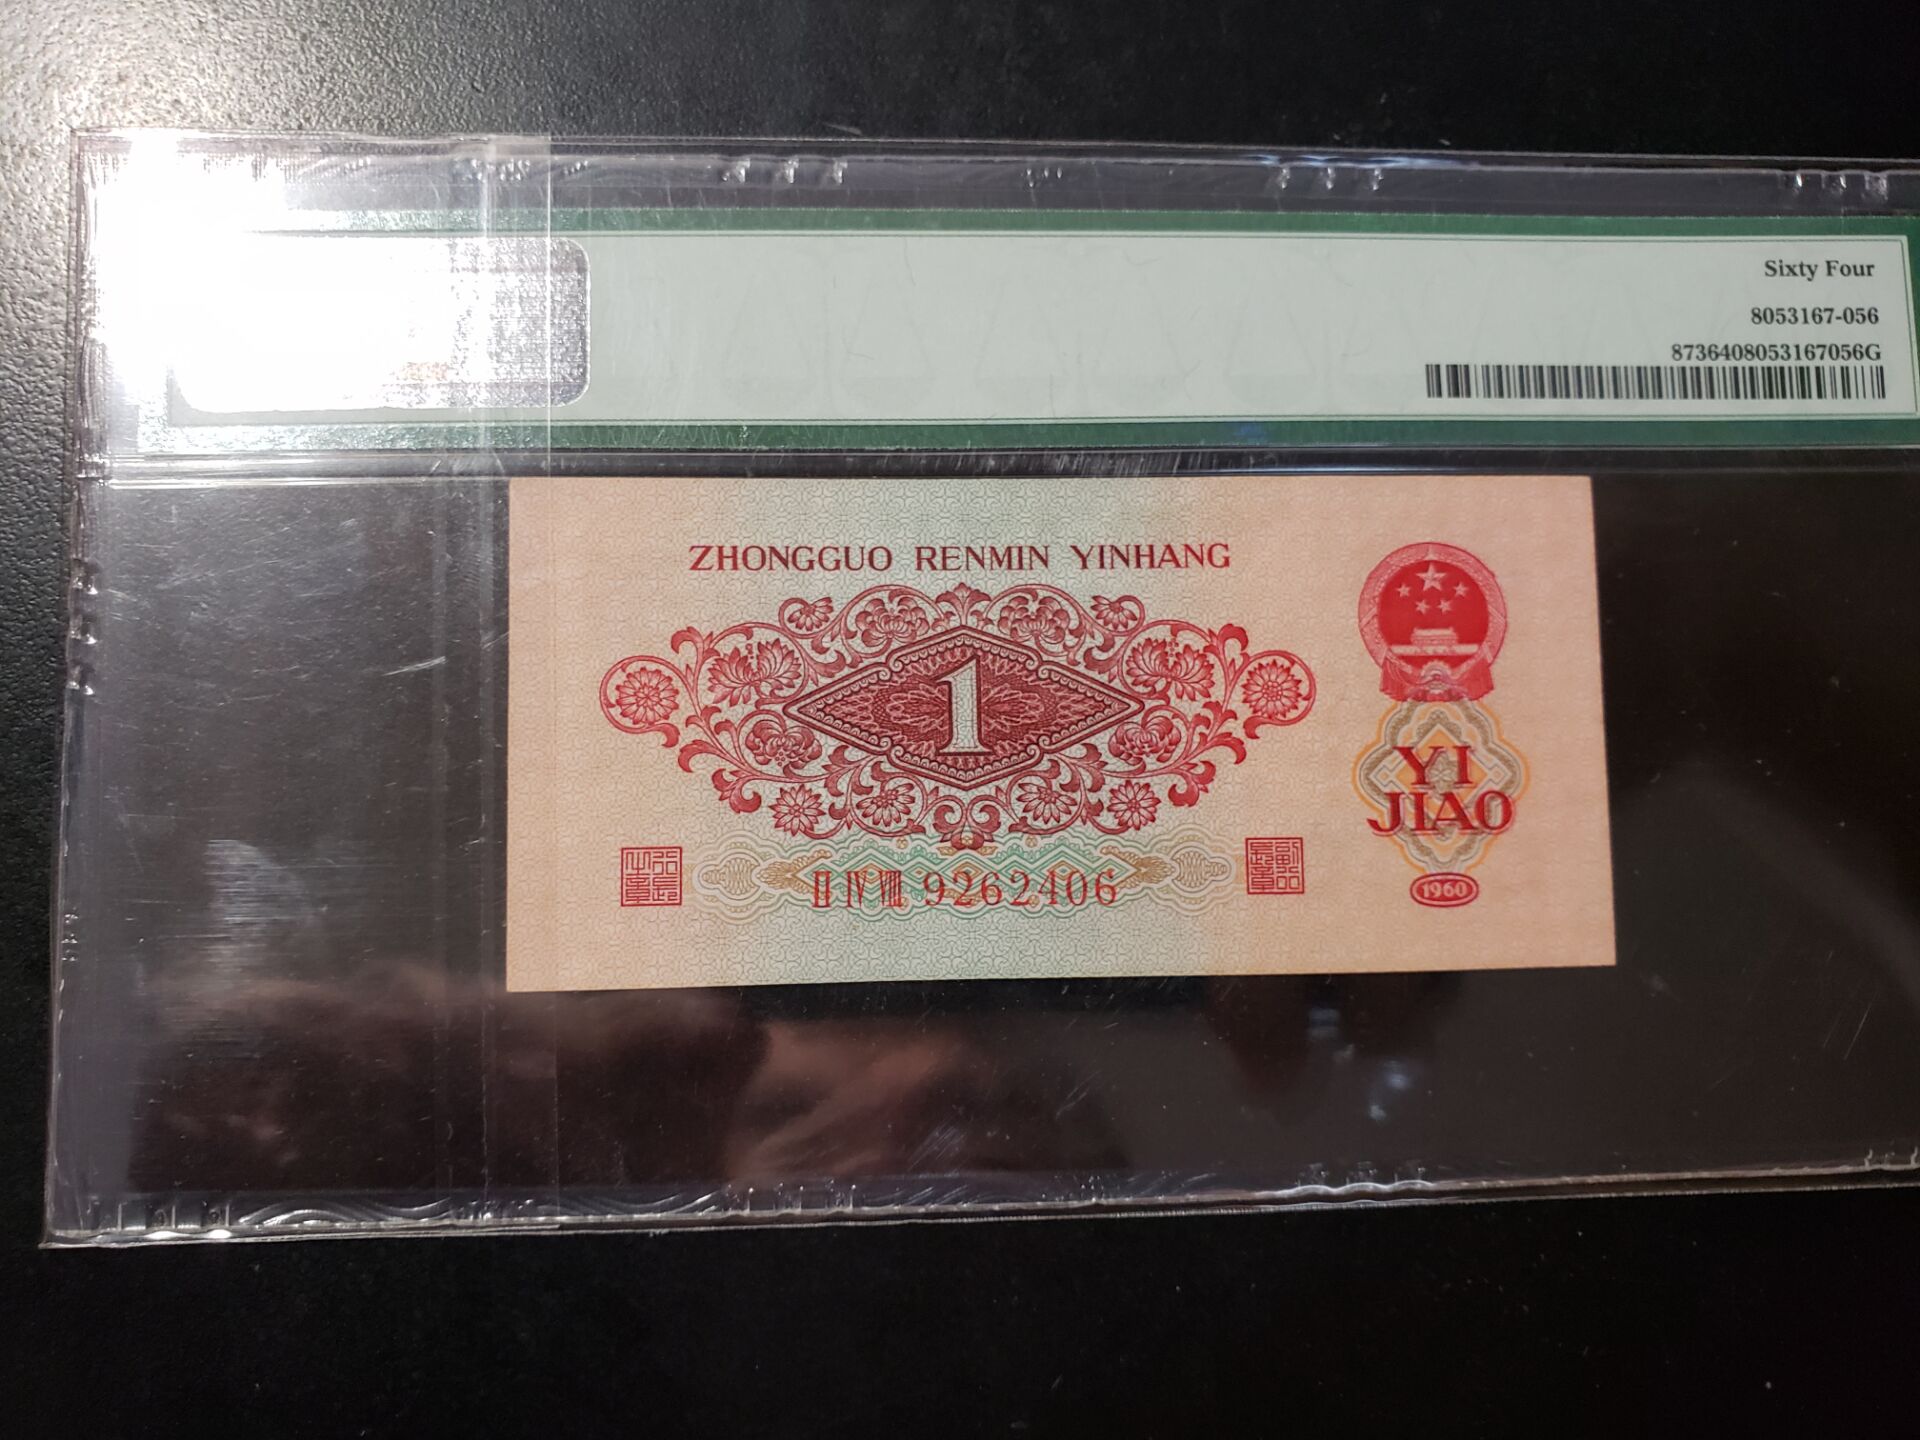 Sixty Four
8053167-056
8736408053167056G
ZHONGGUO RENMIN YINHANG
1
YI
JIAO
II IV VIII 9262406
1960